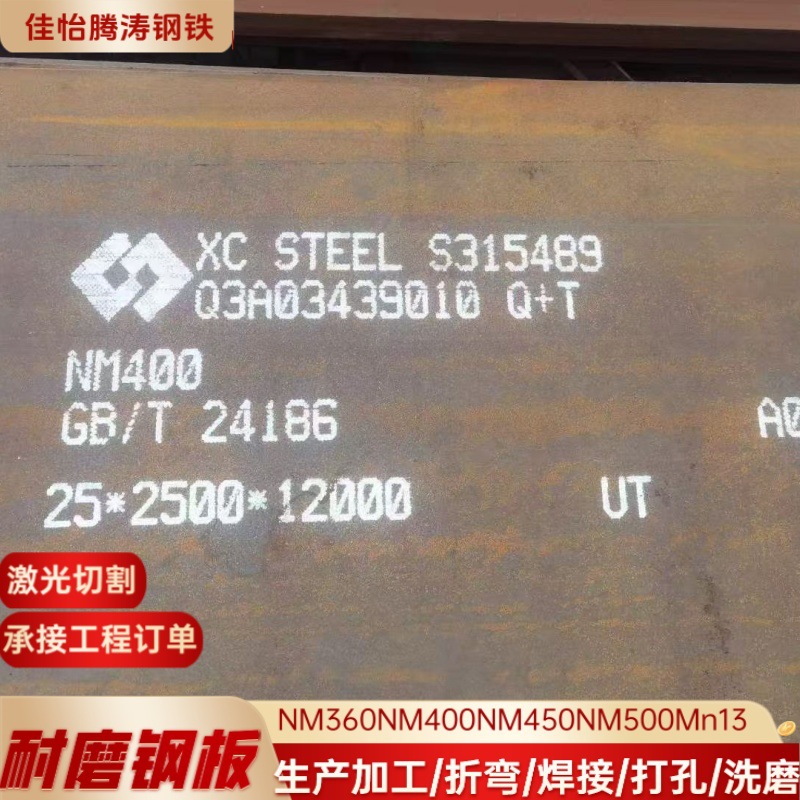 佳怡腾涛钢铁
XC STEEL S315489
Q3A03439010 Q+T
NM400
GB/T 24186
A0
25*2500*12000 UT
激光切割
承接工程订单
NM360NM400NM450NM500Mn13
耐磨钢板
生产加工/折弯/焊接/打孔/洗磨